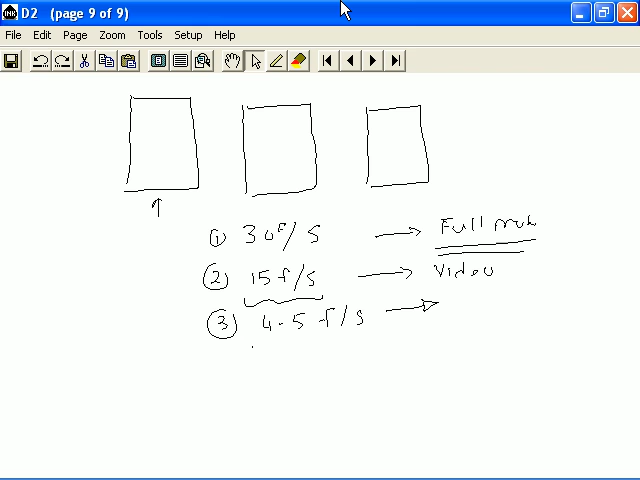 D2 (page 9 of 9)
File Edit Page Zoom Tools Setup Help
① 30F/S → Full
② 15 f/s → Video
③ 4-5 f/s →